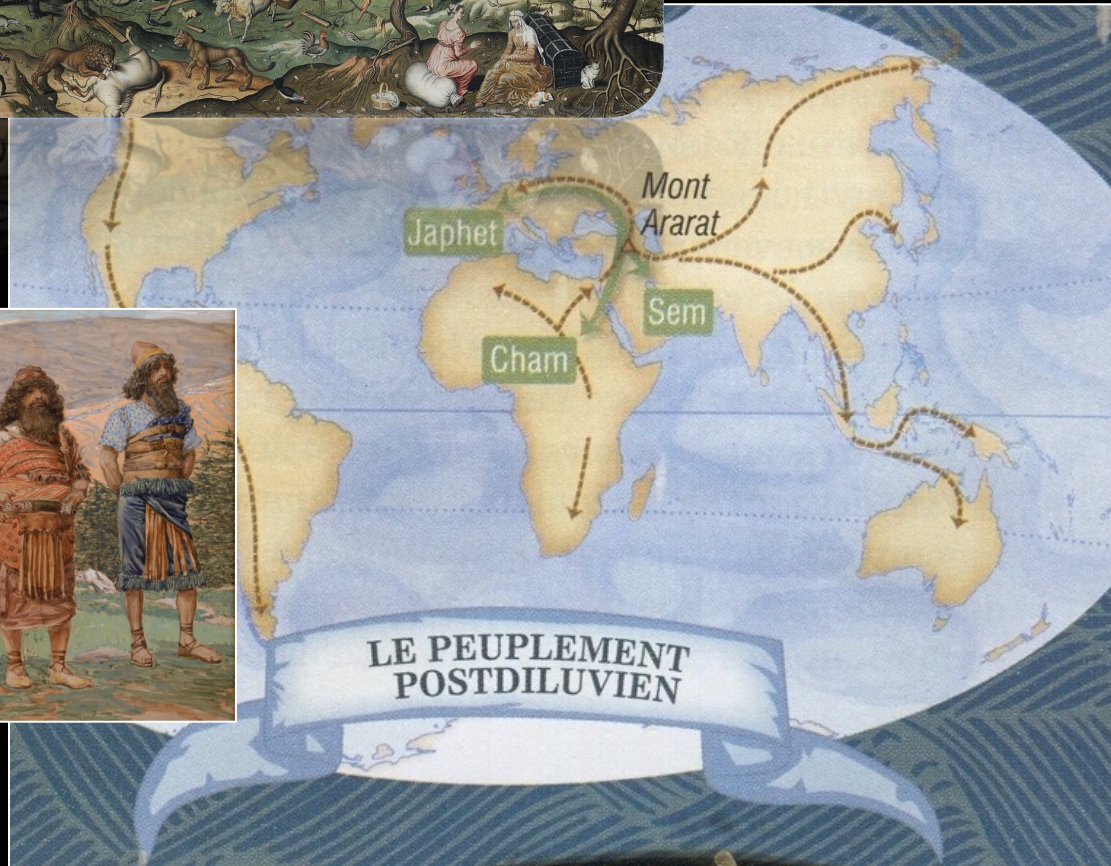 Mont
Ararat
Japhet
Sem
Cham
LE PEUPLEMENT
POSTDILUVIEN